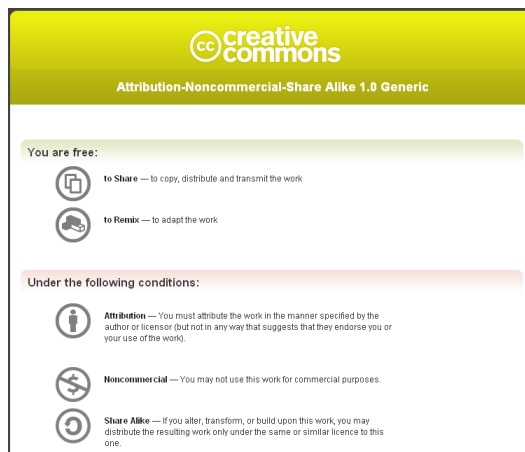 cc creative commons
Attribution-Noncommercial-Share Alike 1.0 Generic
You are free:
to Share — to copy, distribute and transmit the work
to Remix — to adapt the work
Under the following conditions:
Attribution — You must attribute the work in the manner specified by the
author or licensor (but not in any way that suggests that they endorse you or
your use of the work).
Noncommercial — You may not use this work for commercial purposes.
Share Alike — If you alter, transform, or build upon this work, you may
distribute the resulting work only under the same or similar licence to this
one.